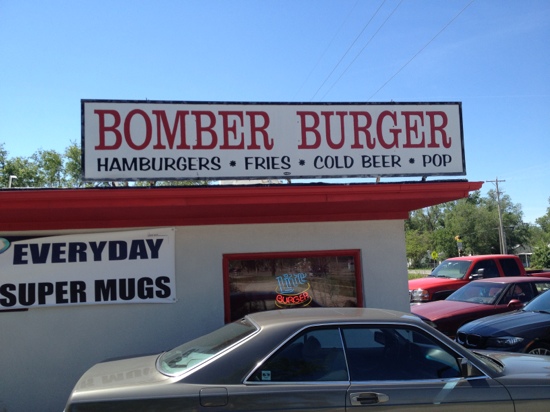 BOMBER BURGER
HAMBURGERS • FRIES • COLD BEER • POP
EVERYDAY
SUPER MUGS
BURGER